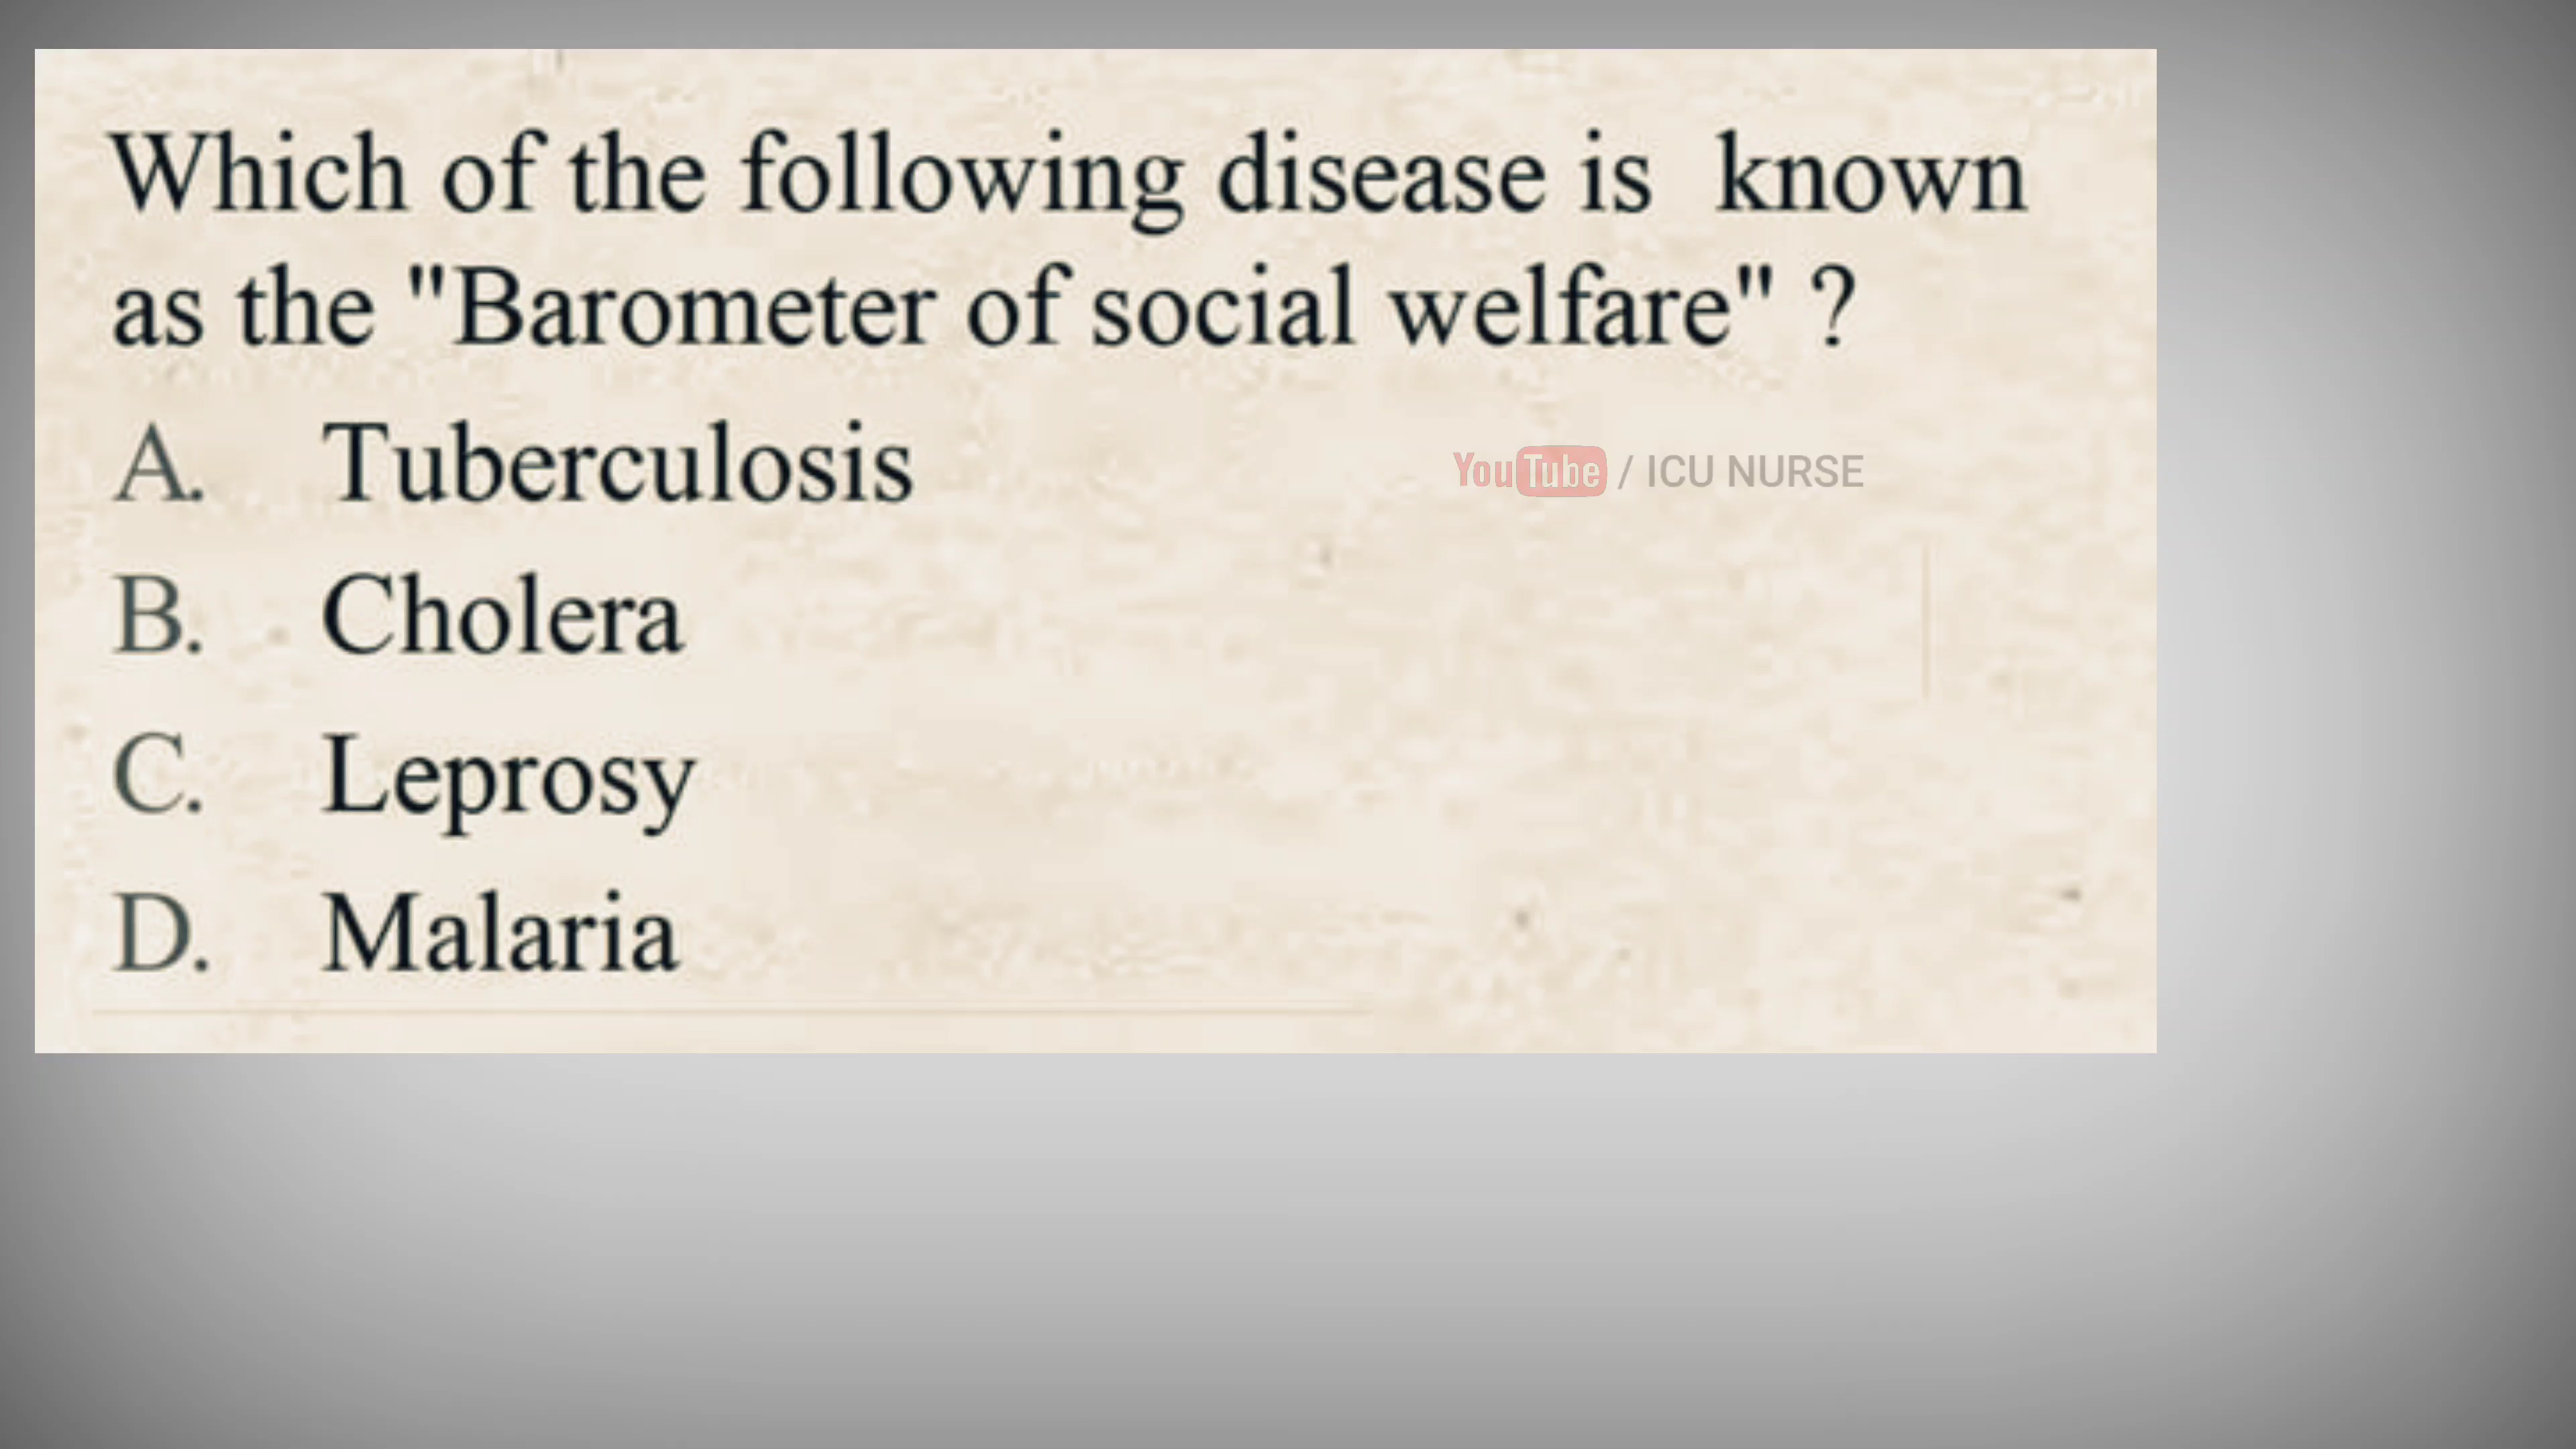 Which of the following disease is known
as the "Barometer of social welfare" ?
A. Tuberculosis
YouTube / ICU NURSE
B. Cholera
C. Leprosy
D. Malaria